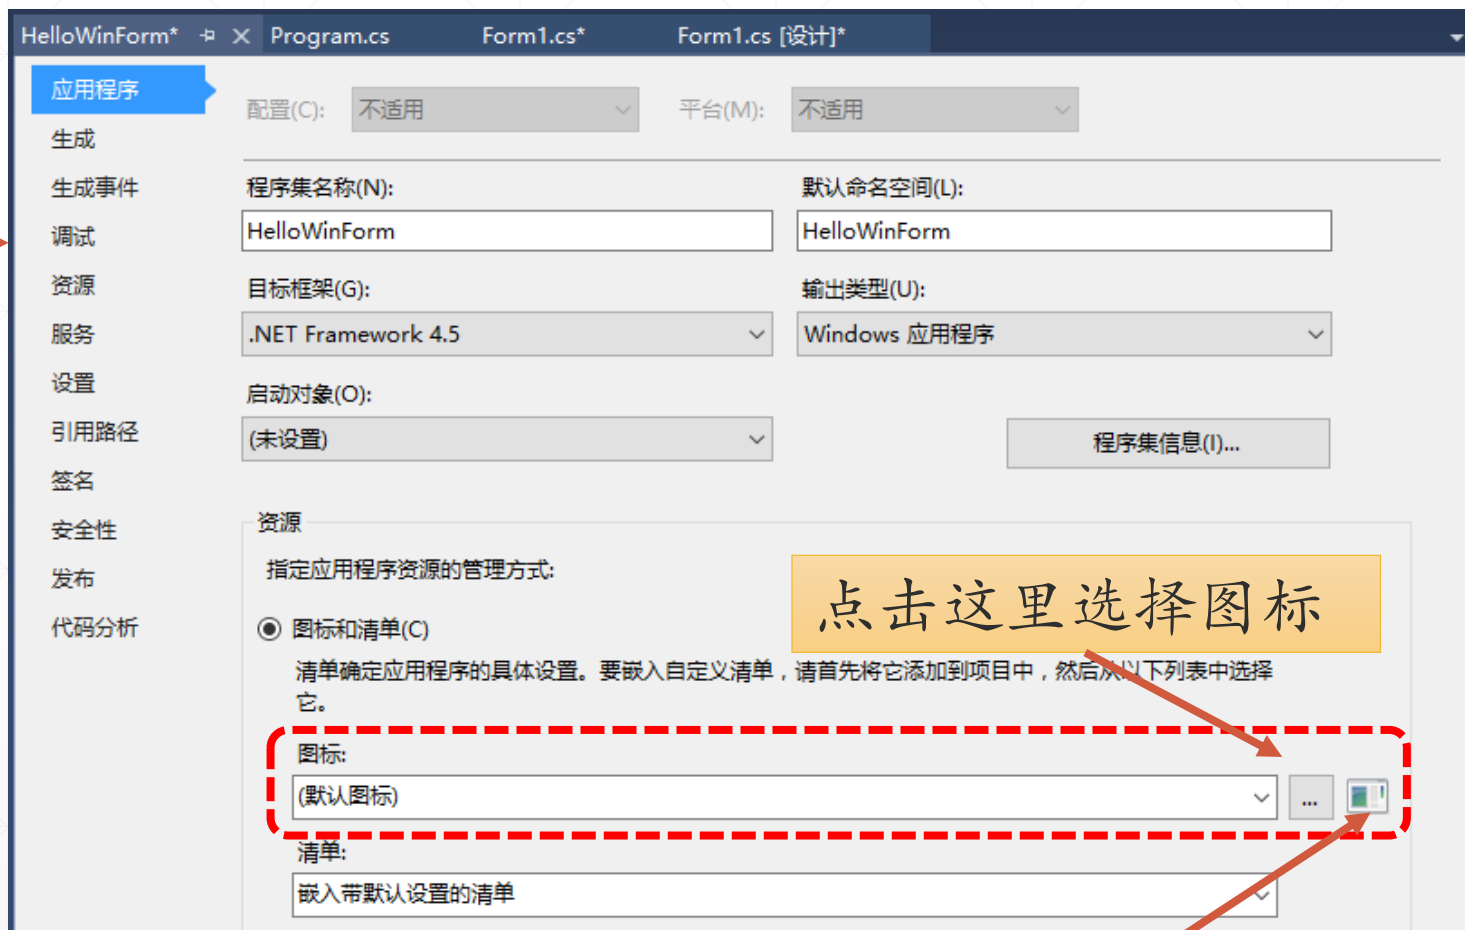 HelloWinForm* Program.cs Form1.cs* Form1.cs [设计]*
应用程序
生成
生成事件
调试
资源
服务
设置
引用路径
签名
安全性
发布
代码分析
配置(C): 不适用 平台(M): 不适用
程序集名称(N): 默认命名空间(L):
HelloWinForm HelloWinForm
目标框架(G): 输出类型(U):
.NET Framework 4.5 Windows 应用程序
启动对象(O):
(未设置) 程序集信息(I)...
资源
指定应用程序资源的管理方式:
点击这里选择图标
图标和清单(C)
清单确定应用程序的具体设置。要嵌入自定义清单，请首先将它添加到项目中，然后从以下列表中选择
它。
图标:
(默认图标) ...
清单:
嵌入带默认设置的清单